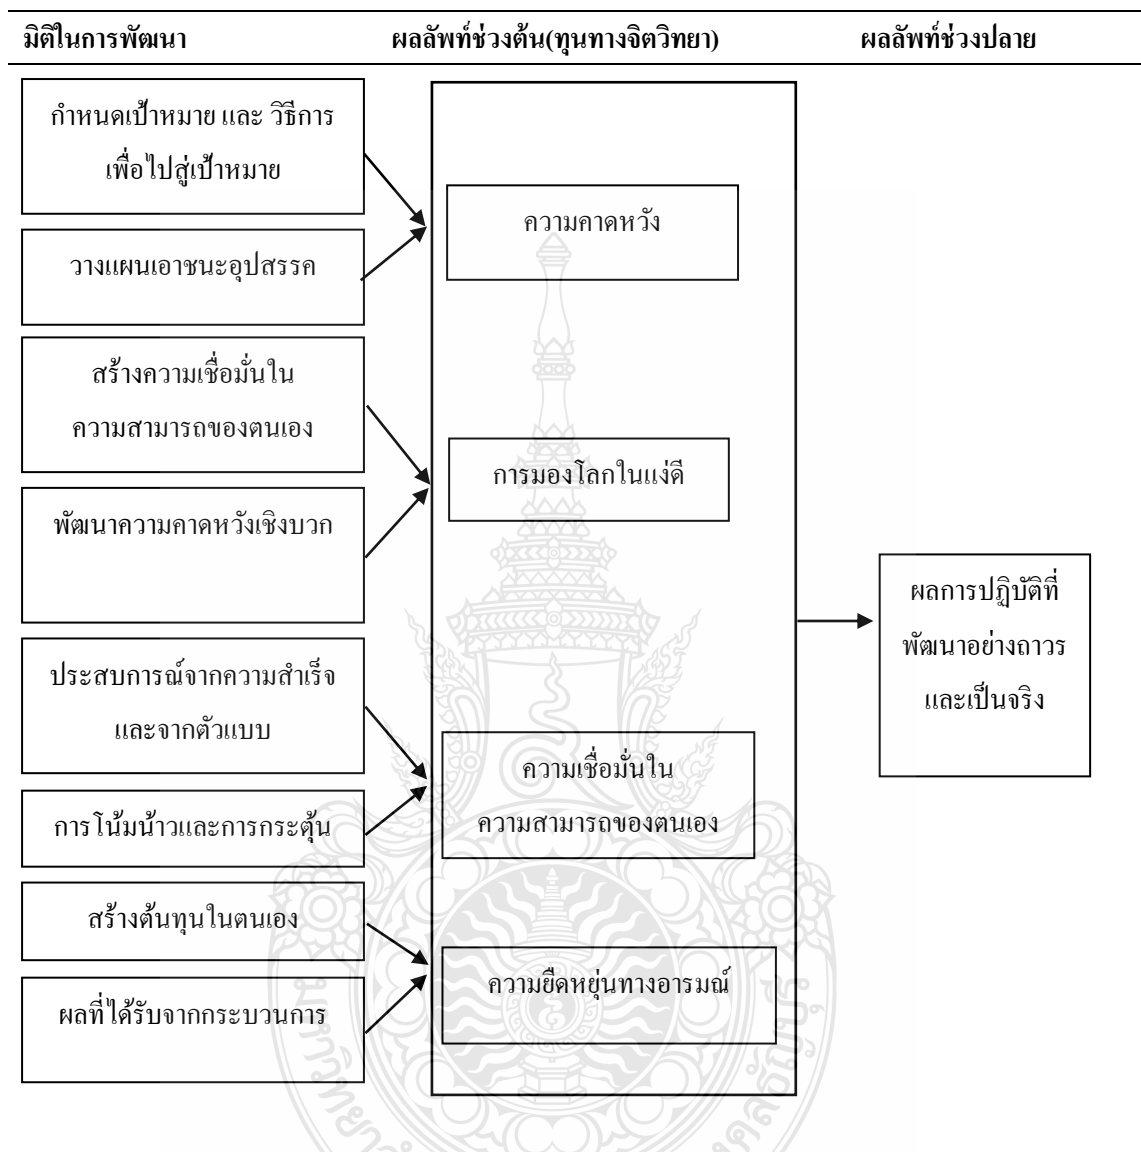 มิติในการพัฒนา ผลลัพท์ช่วงต้น(ทุนทางจิตวิทยา) ผลลัพท์ช่วงปลาย
กำหนดเป้าหมาย และ วิธีการ
เพื่อไปสู่เป้าหมาย
วางแผนเอาชนะอุปสรรค
ความคาดหวัง
สร้างความเชื่อมั่นใน
ความสามารถของตนเอง
พัฒนาความคาดหวังเชิงบวก
การมองโลกในแง่ดี
ประสบการณ์จากความสำเร็จ
และจากตัวแบบ
การโน้มน้าวและการกระตุ้น
ความเชื่อมั่นใน
ความสามารถของตนเอง
สร้างต้นทุนในตนเอง
ผลที่ได้รับจากกระบวนการ
ความยืดหยุ่นทางอารมณ์
ผลการปฏิบัติที่
พัฒนาอย่างถาวร
และเป็นจริง